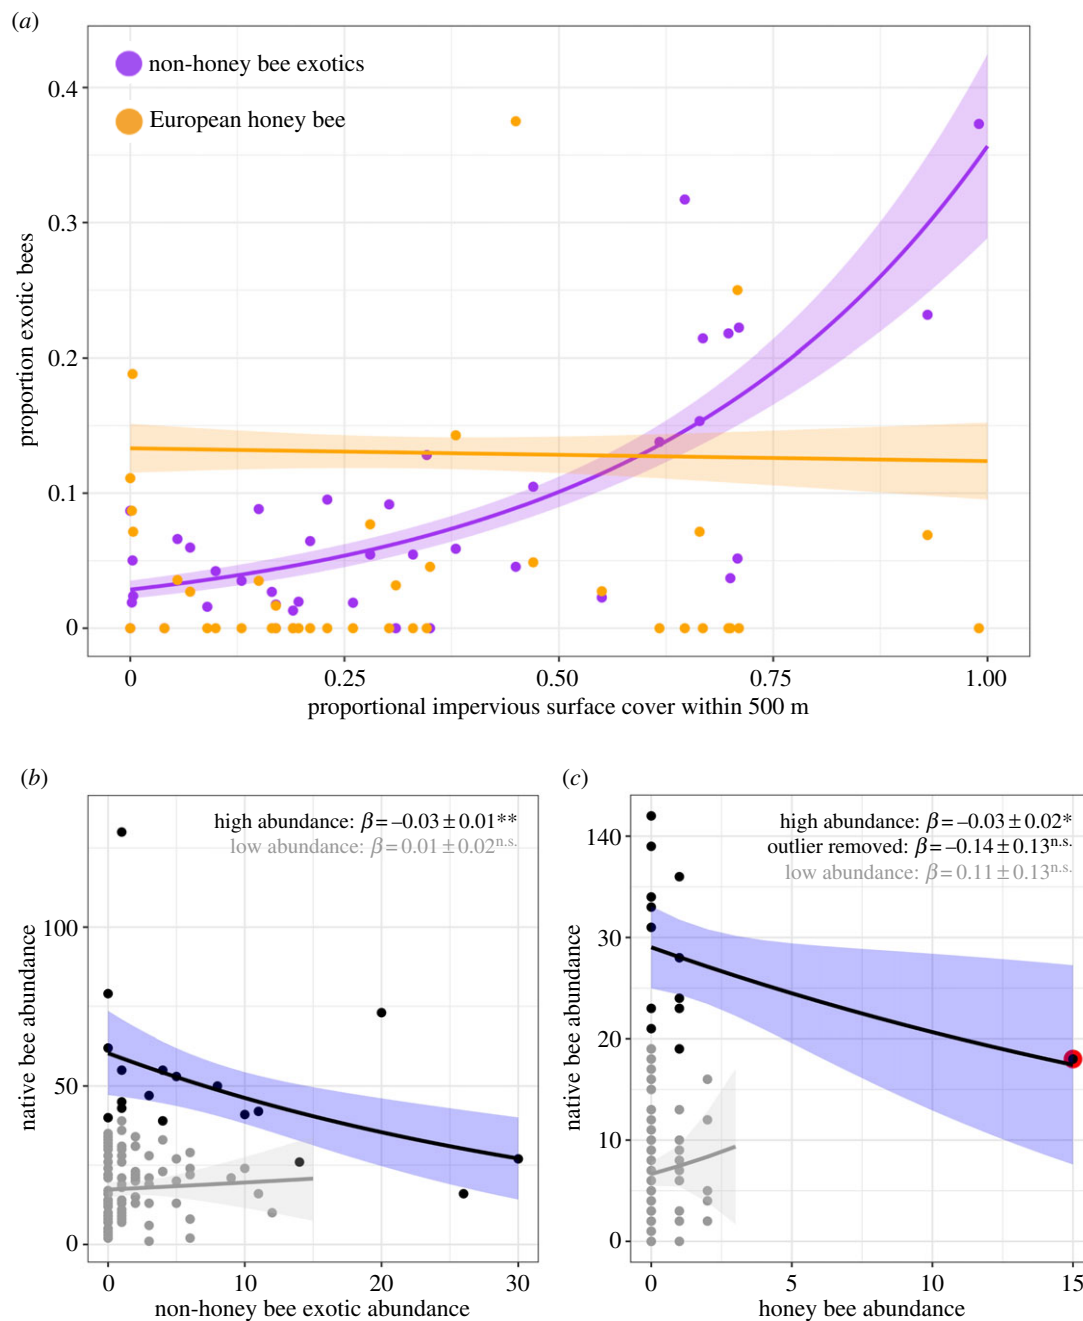 (a)
non-honey bee exotics
European honey bee
proportion exotic bees
0.4
0.3
0.2
0.1
0
0 0.25 0.50 0.75 1.00
proportional impervious surface cover within 500 m
(b)
high abundance: β = –0.03 ± 0.01**
low abundance: β = 0.01 ± 0.02n.s.
native bee abundance
100
50
0
0 10 20 30
non-honey bee exotic abundance
(c)
high abundance: β = –0.03 ± 0.02*
outlier removed: β = –0.14 ± 0.13n.s.
low abundance: β = 0.11 ± 0.13n.s.
native bee abundance
140
30
20
10
0
0 5 10 15
honey bee abundance